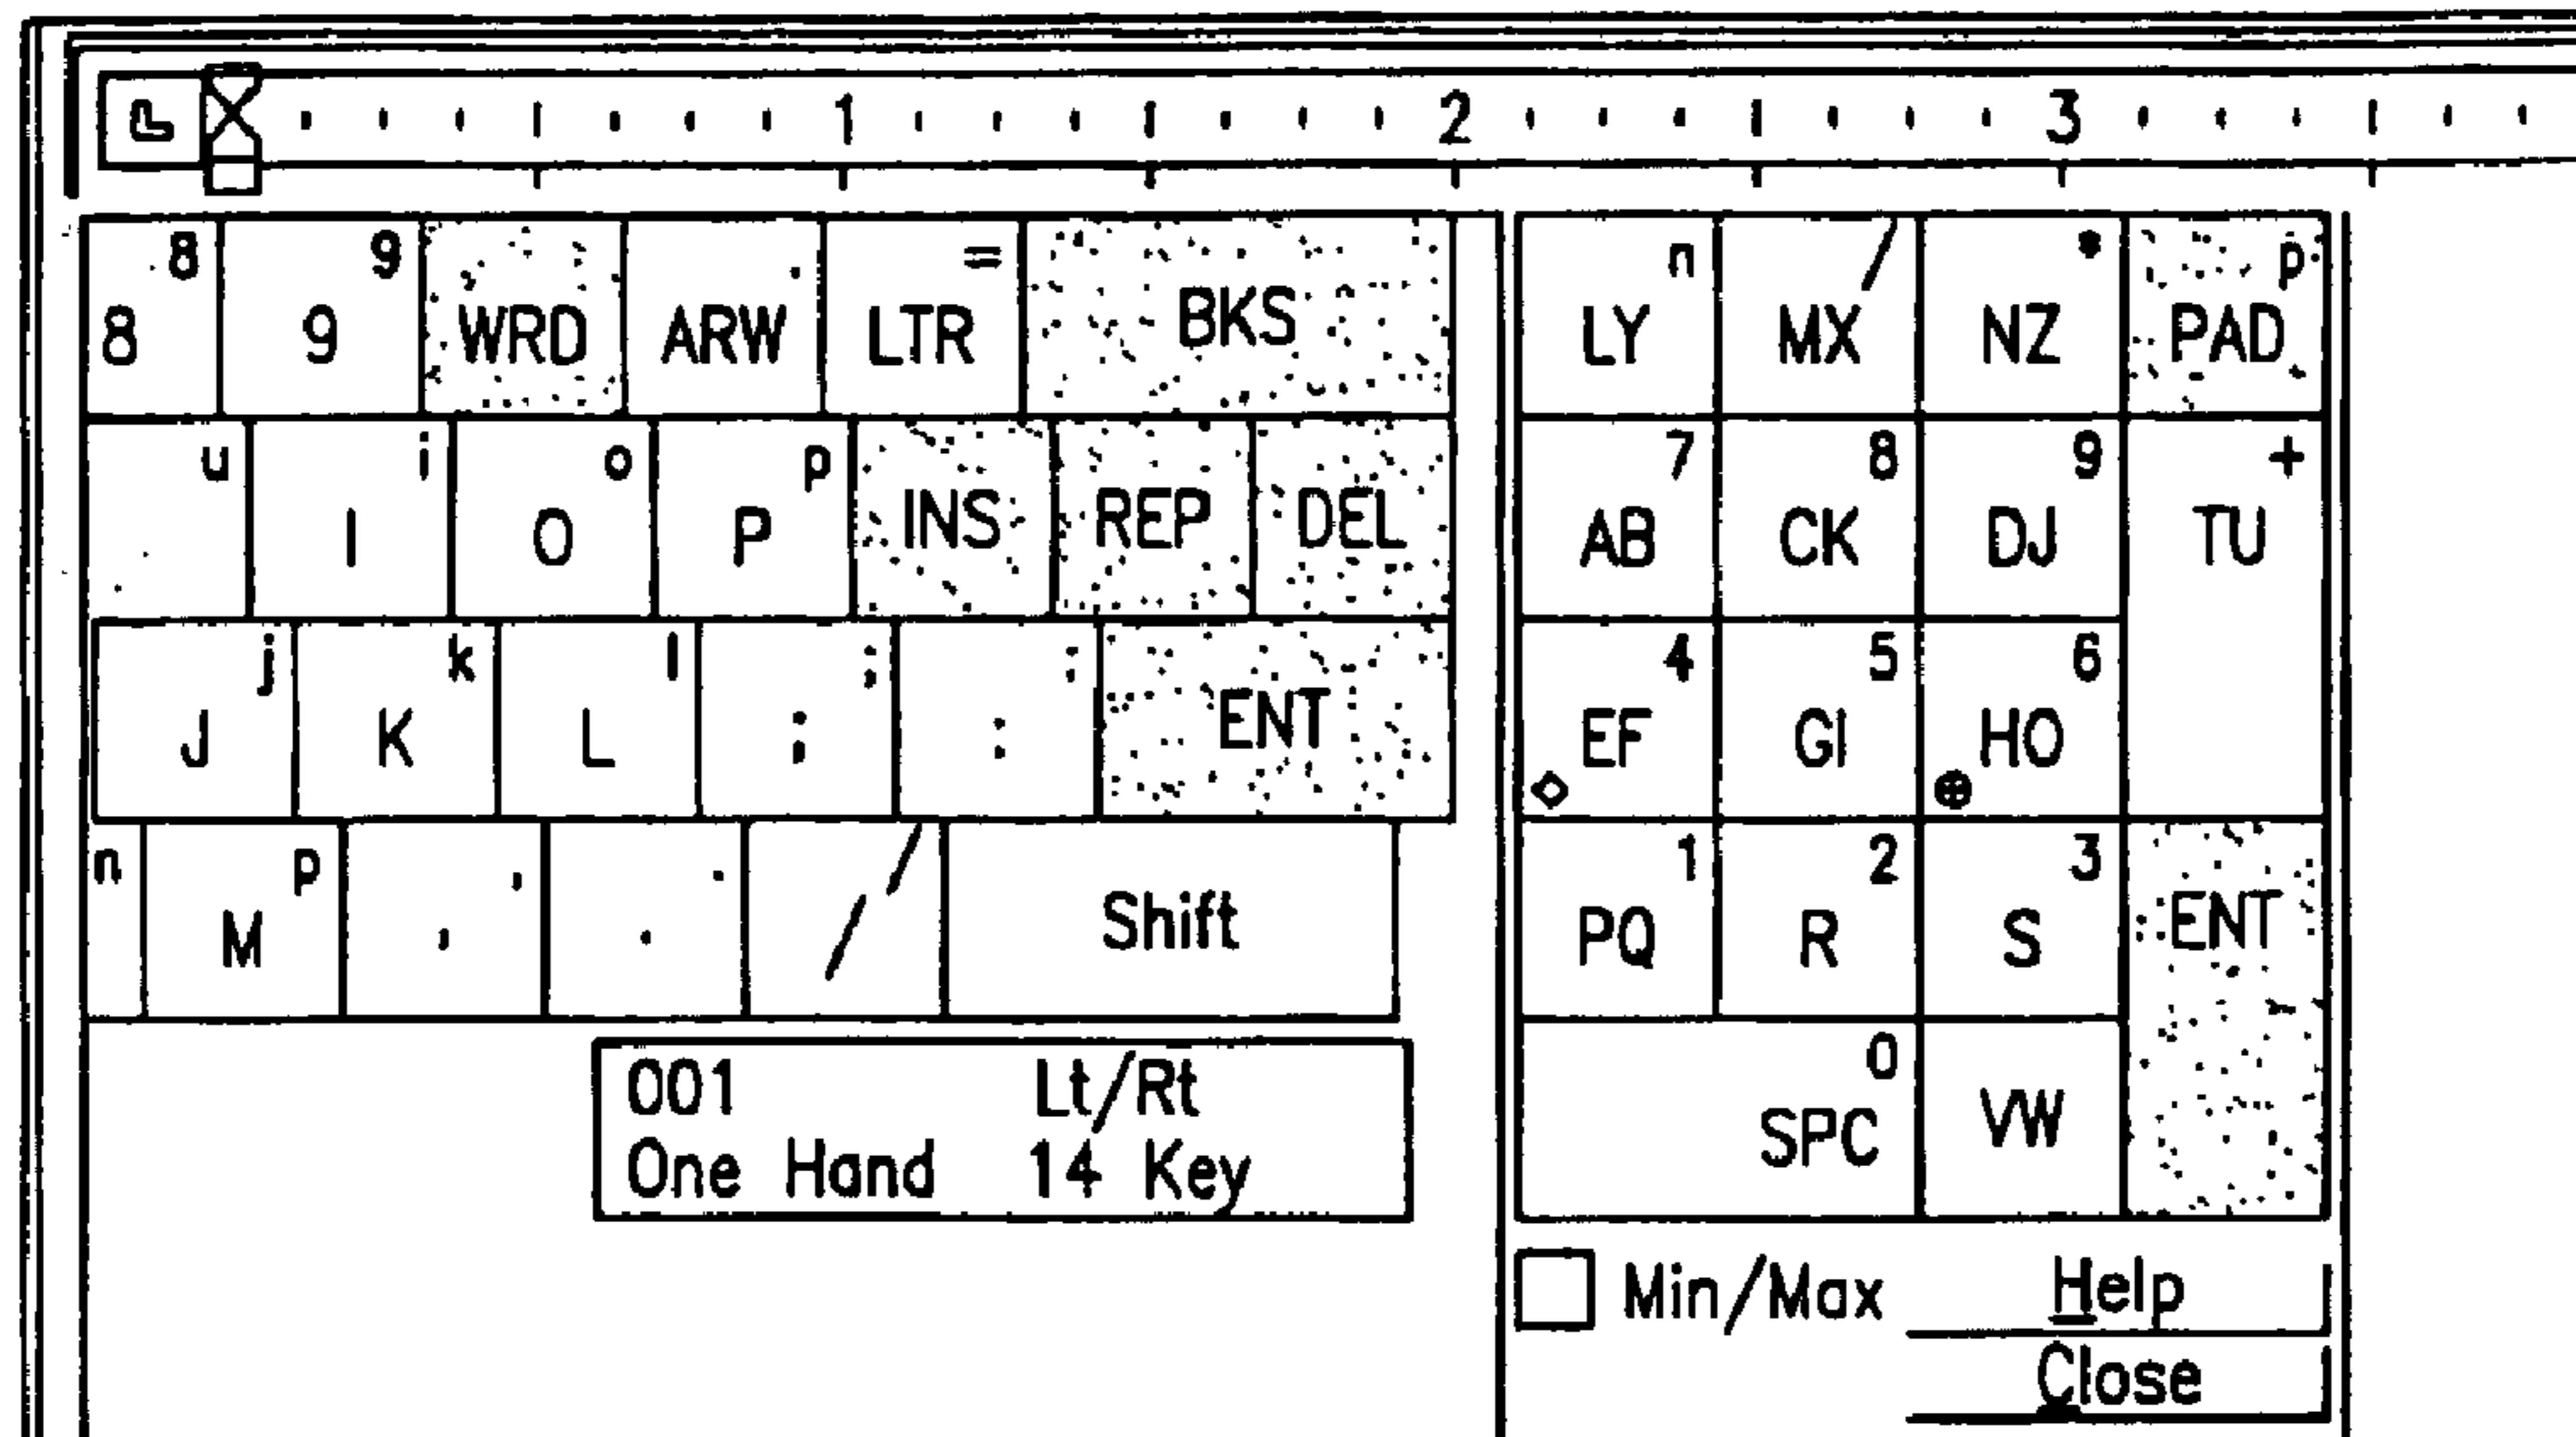 1 2 3
8 9 = n / * p
8 9 WRD ARW LTR BKS LY MX NZ PAD
u i o p 7 8 9 +
I O P INS REP DEL AB CK DJ TU
j k l ; : 4 5 6
J K L ; : ENT EF GI HO
n p , . / 1 2 3
M , . / Shift PQ R S ENT
0
SPC VW
001 Lt/Rt
One Hand 14 Key
Min/Max Help
Close